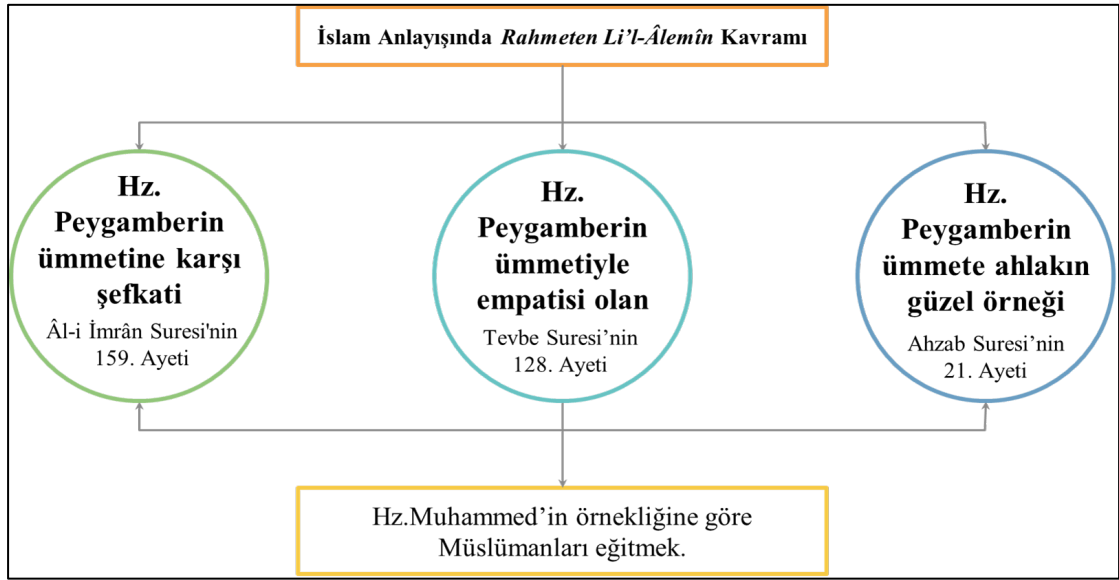 İslam Anlayışında Rahmeten Li’l-Âlemîn Kavramı
Hz.
Peygamberin
ümmetine karşı
şefkati
Âl-i İmrân Suresi'nin
159. Ayeti
Hz.
Peygamberin
ümmetiyle
empatisi olan
Tevbe Suresi’nin
128. Ayeti
Hz.
Peygamberin
ümmete ahlakın
güzel örneği
Ahzab Suresi’nin
21. Ayeti
Hz.Muhammed’in örnekliğine göre
Müslümanları eğitmek.